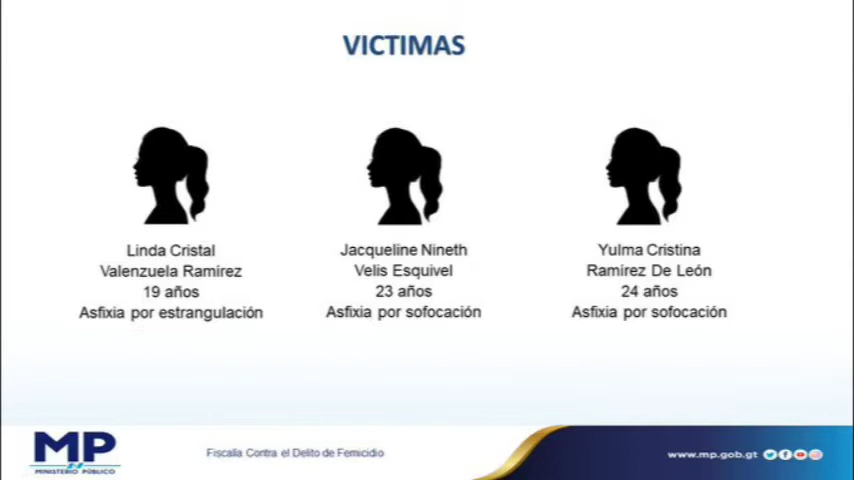 VICTIMAS
Linda Cristal
Valenzuela Ramírez
19 años
Asfixia por estrangulación
Jacqueline Nineth
Velis Esquivel
23 años
Asfixia por sofocación
Yulma Cristina
Ramírez De León
24 años
Asfixia por sofocación
MP
MINISTERIO PÚBLICO
Fiscalía Contra el Delito de Femicidio
www.mp.gob.gt